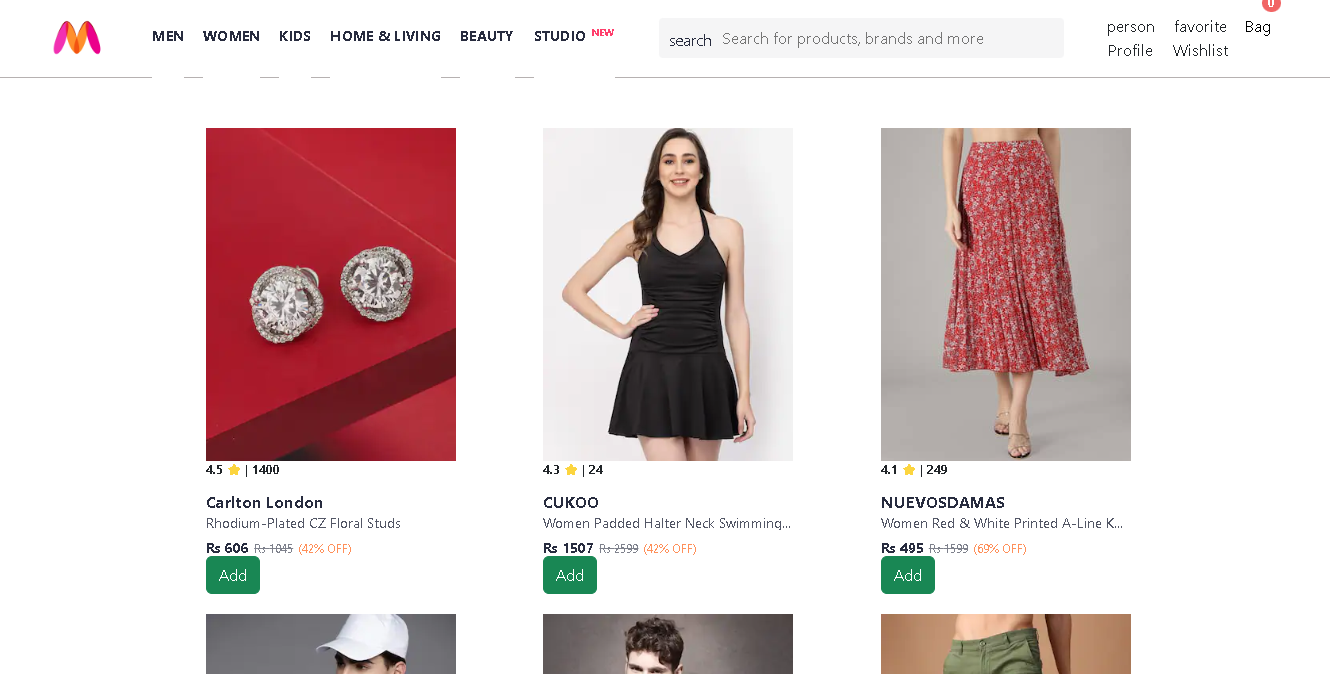 0
MEN WOMEN KIDS HOME & LIVING BEAUTY STUDIO NEW
search Search for products, brands and more
person favorite Bag
Profile Wishlist
4.5 ⭐ | 1400
Carlton London
Rhodium-Plated CZ Floral Studs
Rs 606 Rs 1045 (42% OFF)
Add
4.3 ⭐ | 24
CUKOO
Women Padded Halter Neck Swimming...
Rs 1507 Rs 2599 (42% OFF)
Add
4.1 ⭐ | 249
NUEVOSDAMAS
Women Red & White Printed A-Line K...
Rs 495 Rs 1599 (69% OFF)
Add